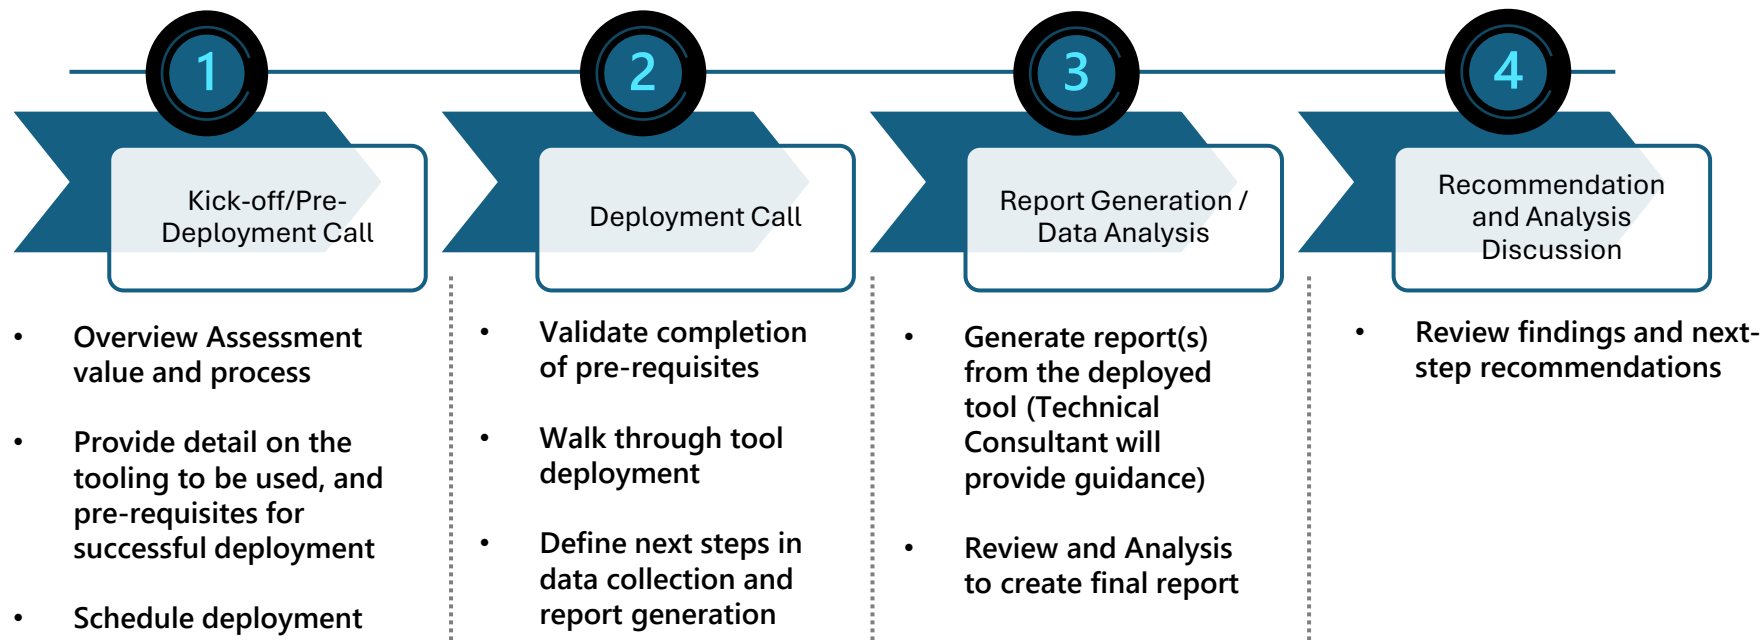 1
Kick-off/Pre-
Deployment Call
• Overview Assessment
value and process
• Provide detail on the
tooling to be used, and
pre-requisites for
successful deployment
• Schedule deployment
2
Deployment Call
• Validate completion
of pre-requisites
• Walk through tool
deployment
• Define next steps in
data collection and
report generation
3
Report Generation /
Data Analysis
• Generate report(s)
from the deployed
tool (Technical
Consultant will
provide guidance)
• Review and Analysis
to create final report
4
Recommendation
and Analysis
Discussion
• Review findings and next-
step recommendations